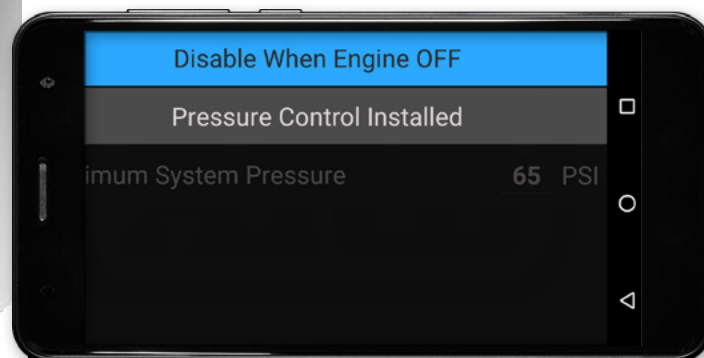 Disable When Engine OFF
Pressure Control Installed
imum System Pressure 65 PSI